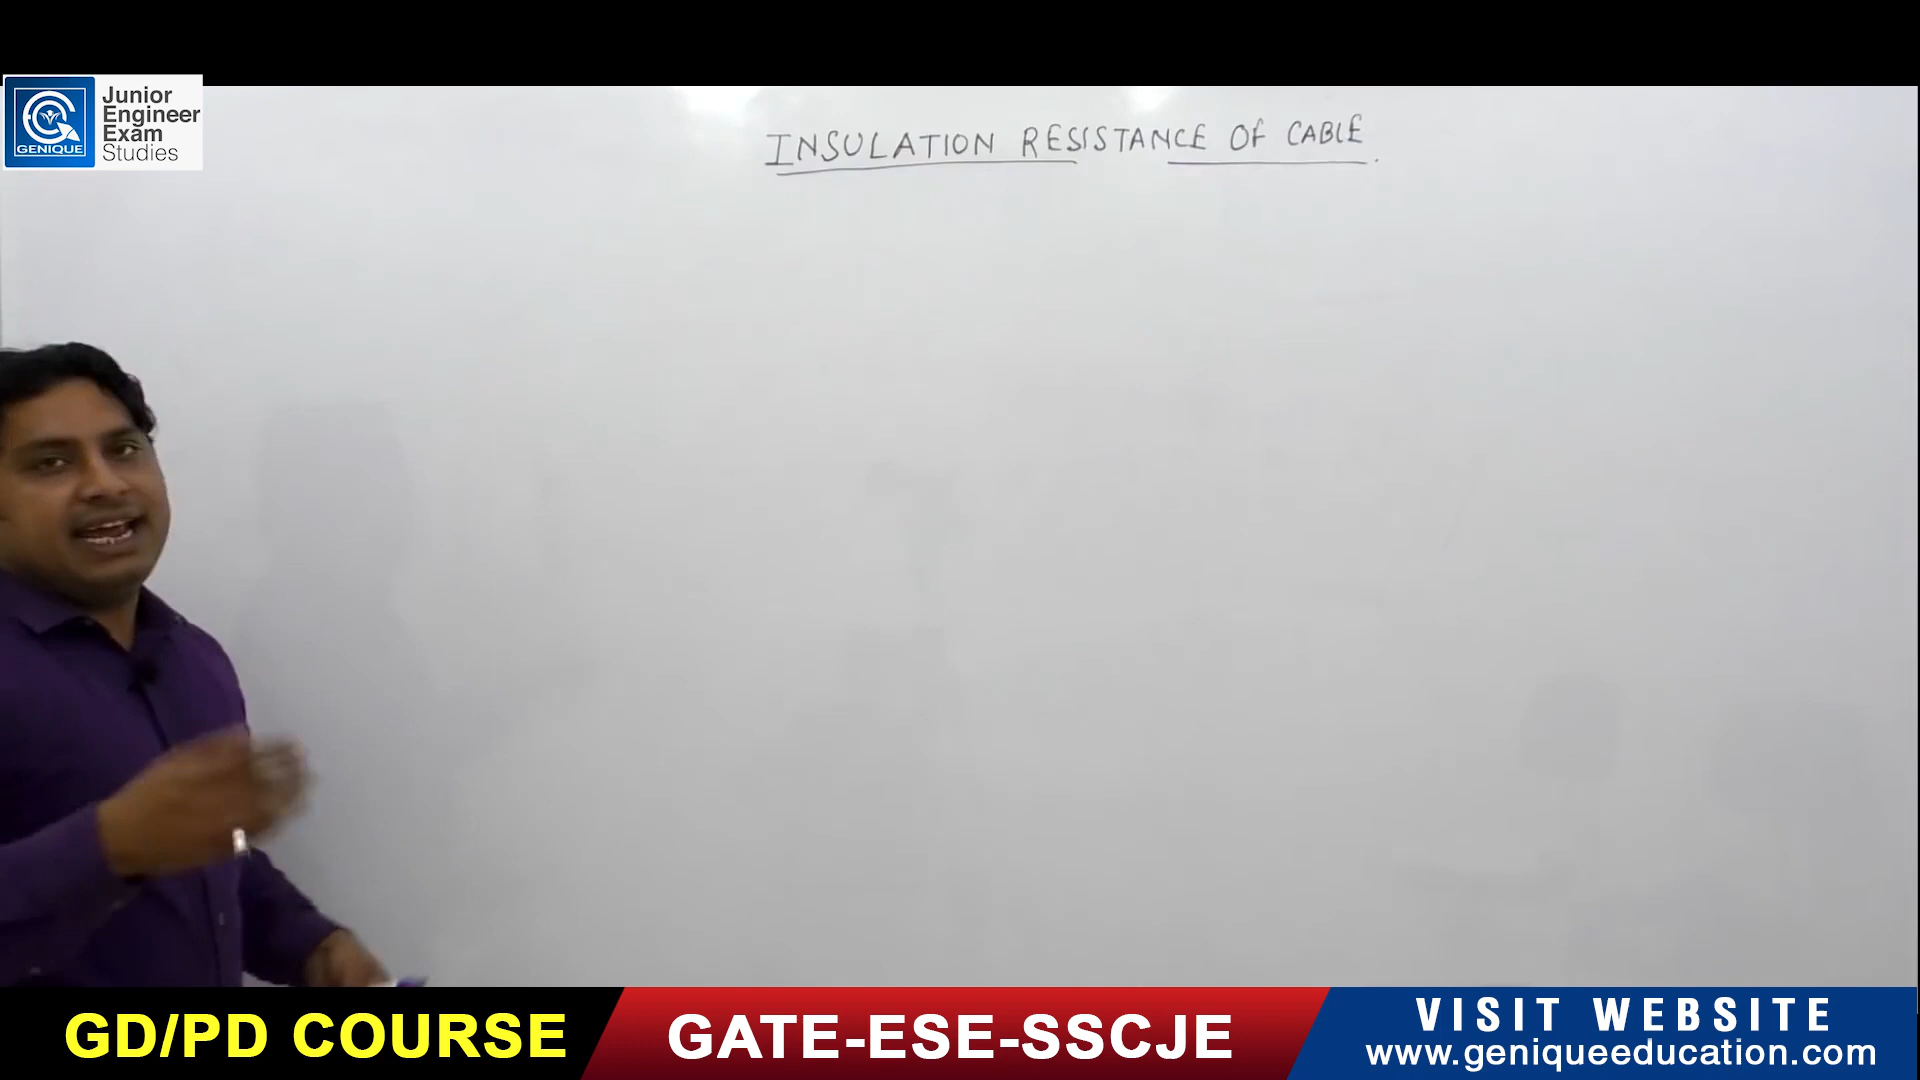 Junior
Engineer
Exam
Studies
GENIQUE
INSULATION RESISTANCE OF CABLE.
GD/PD COURSE
GATE-ESE-SSCJE
VISIT WEBSITE
www.geniqueeducation.com